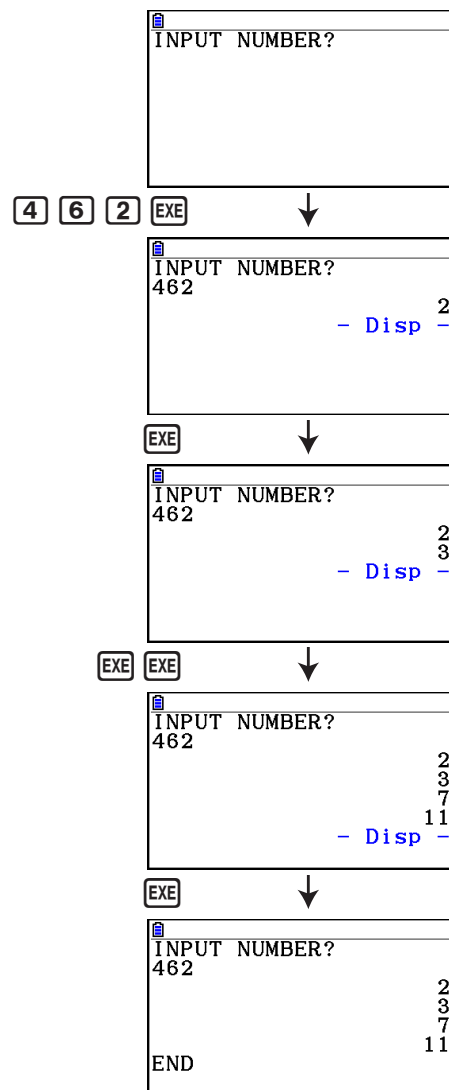 INPUT NUMBER?
4 6 2 EXE
INPUT NUMBER?
462
2
- Disp -
EXE
INPUT NUMBER?
462
2
3
- Disp -
EXE EXE
INPUT NUMBER?
462
2
3
7
11
- Disp -
EXE
INPUT NUMBER?
462
2
3
7
11
END